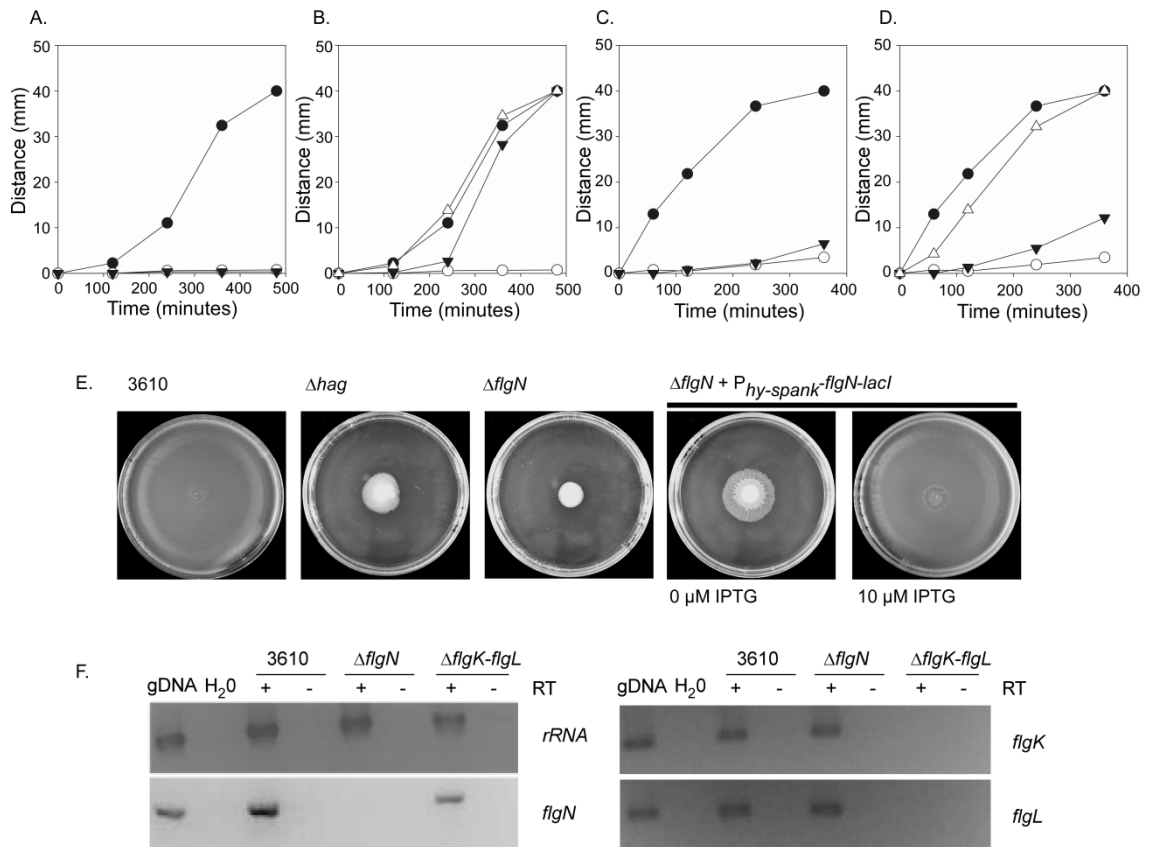 A. B. C. D.
50 50 50 50
40 40 40 40
30 30 30 30
20 20 20 20
10 10 10 10
0 0 0 0
Distance (mm) Distance (mm) Distance (mm) Distance (mm)
0 100 200 300 400 500 0 100 200 300 400 500 0 100 200 300 400 0 100 200 300 400
Time (minutes) Time (minutes) Time (minutes) Time (minutes)
E.
3610 Δhag ΔflgN ΔflgN + Phy-spank-flgN-lacI
0 µM IPTG 10 µM IPTG
F.
3610 ΔflgN ΔflgK-flgL
gDNA H20 + - + - + - RT
rRNA
flgN
3610 ΔflgN ΔflgK-flgL
gDNA H20 + - + - + - RT
flgK
flgL